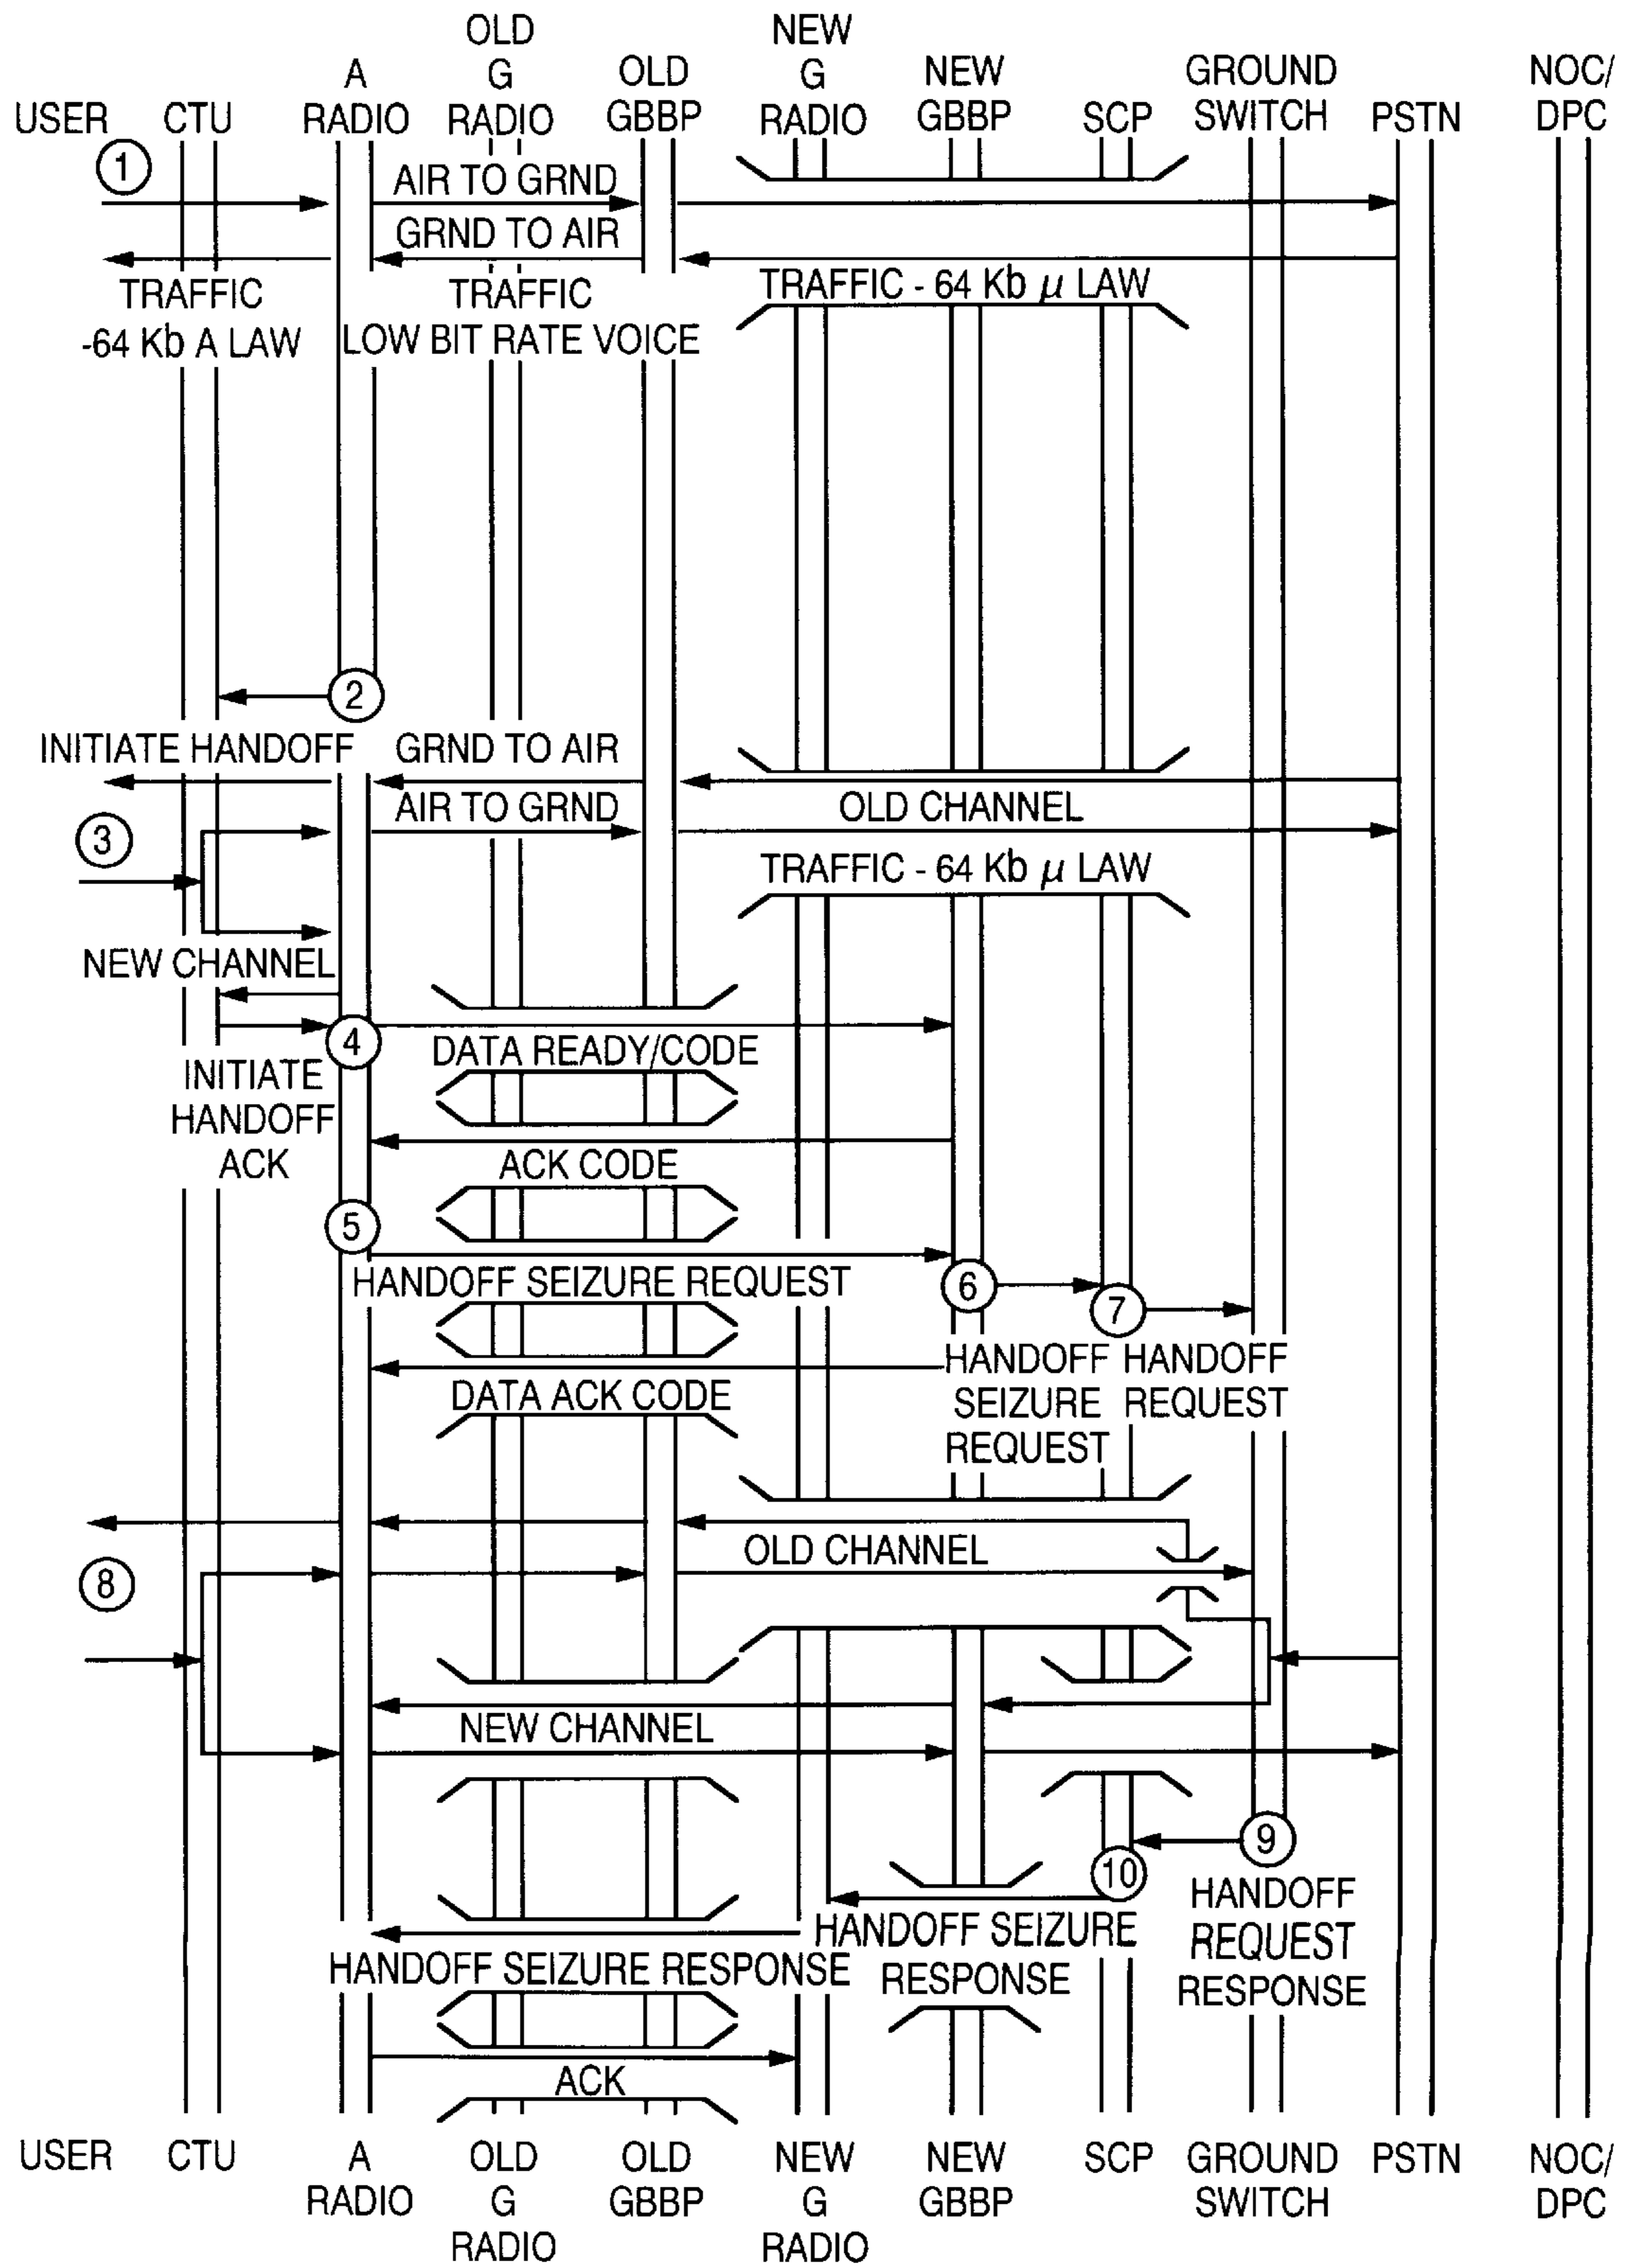 USER
CTU
A
RADIO
OLD
G
RADIO
OLD
GBBP
NEW
G
RADIO
NEW
GBBP
SCP
GROUND
SWITCH
PSTN
NOC/
DPC
1
AIR TO GRND
GRND TO AIR
TRAFFIC
-64 Kb A LAW
TRAFFIC
LOW BIT RATE VOICE
TRAFFIC - 64 Kb μ LAW
2
INITIATE HANDOFF
GRND TO AIR
AIR TO GRND
OLD CHANNEL
3
TRAFFIC - 64 Kb μ LAW
NEW CHANNEL
4
INITIATE
HANDOFF
ACK
DATA READY/CODE
ACK CODE
5
HANDOFF SEIZURE REQUEST
6
7
HANDOFF
SEIZURE
REQUEST
HANDOFF
REQUEST
DATA ACK CODE
OLD CHANNEL
8
NEW CHANNEL
9
10
HANDOFF
REQUEST
RESPONSE
HANDOFF SEIZURE
RESPONSE
HANDOFF SEIZURE RESPONSE
ACK
USER
CTU
A
RADIO
OLD
G
RADIO
OLD
GBBP
NEW
G
RADIO
NEW
GBBP
SCP
GROUND
SWITCH
PSTN
NOC/
DPC